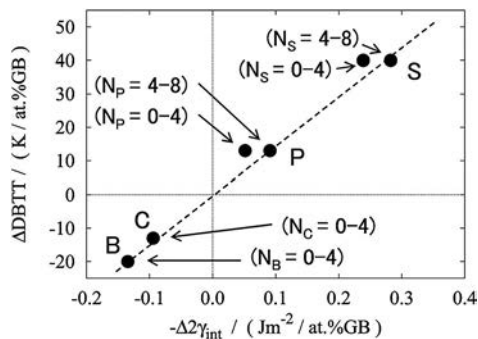 50
40
30
20
10
0
-10
-20
ΔDBTT / ( K / at.%GB)
(N_S = 4–8)
(N_S = 0–4)
S
(N_P = 4–8)
(N_P = 0–4)
P
C
(N_C = 0–4)
B
(N_B = 0–4)
-0.2 -0.1 0.0 0.1 0.2 0.3 0.4
-Δ2γ_int / ( Jm⁻² / at.%GB)